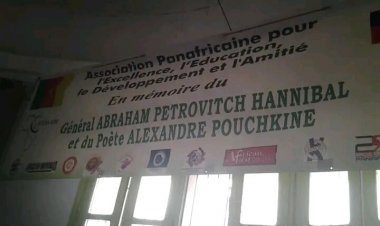 Association Panafricaine pour
l'Excellence, l'Education,
le Développement et l'Amitié
En mémoire du
Général ABRAHAM PETROVITCH HANNIBAL
et du Poète ALEXANDRE POUCHKINE